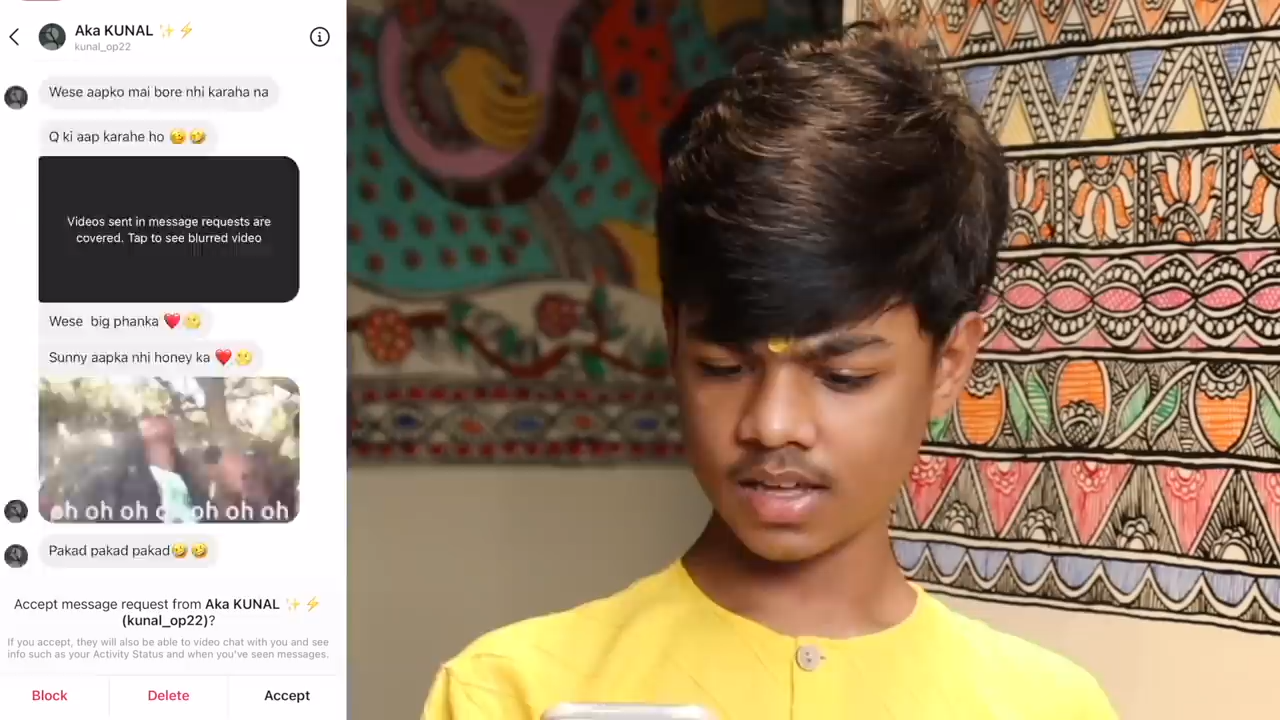 Aka KUNAL ✨⚡
kunal_op22
Wese aapko mai bore nhi karaha na
Q ki aap karahe ho 🥱🤣
Videos sent in message requests are
covered. Tap to see blurred video
Wese big phanka ❤️🌝
Sunny aapka nhi honey ka ❤️🌝
oh oh oh oh oh oh oh
Pakad pakad pakad🤣🤣
Accept message request from Aka KUNAL ✨⚡
(kunal_op22)?
If you accept, they will also be able to video chat with you and see
info such as your Activity Status and when you've seen messages.
Block
Delete
Accept